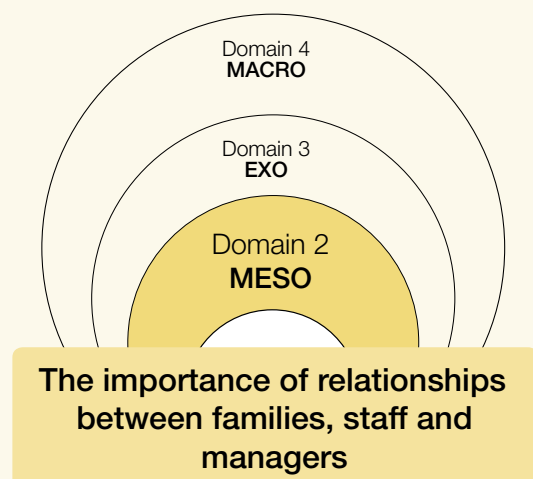 Domain 4
MACRO
Domain 3
EXO
Domain 2
MESO
The importance of relationships
between families, staff and
managers